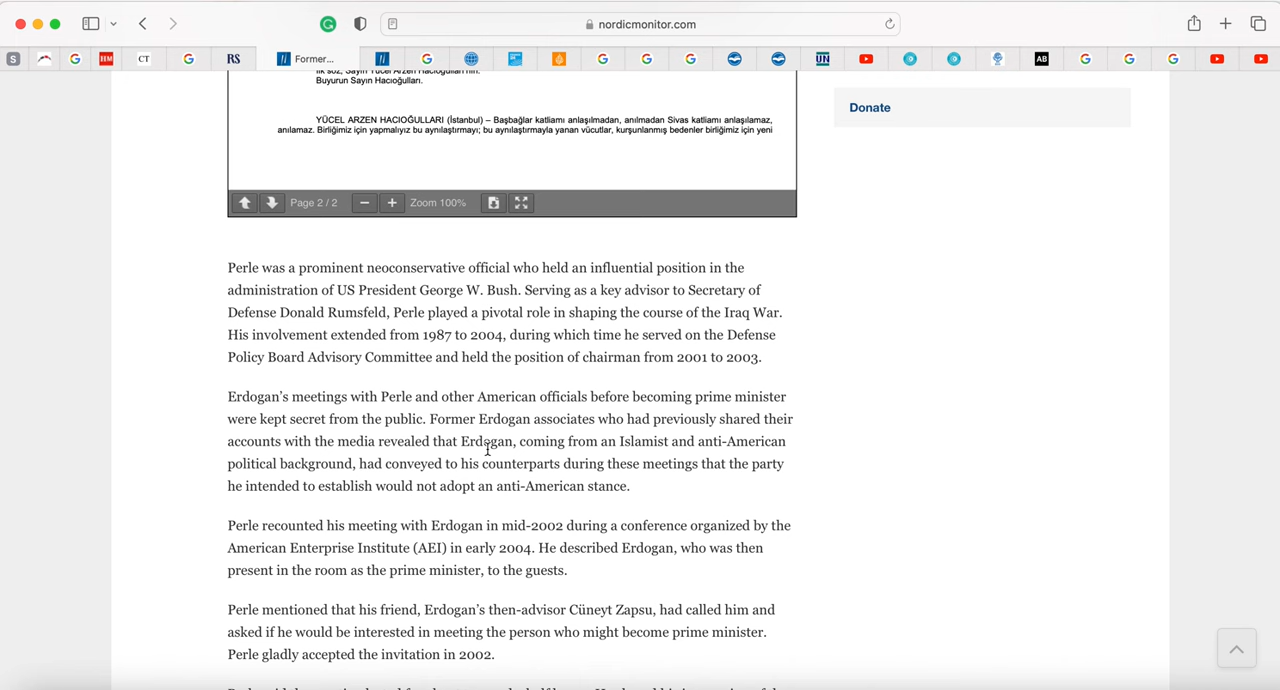 nordicmonitor.com
S
IHM
CT
RS
Former...
UN
AB
Buyurun Sayın Hacıoğulları.
YÜCEL ARZEN HACIOĞULLARI (İstanbul) – Başbağlar katliamı anlaşılmadan, anılmadan Sivas katliamı anlaşılamaz,
anılamaz. Birliğimiz için yapmalıyız bu aynılaştırmayı; bu aynılaştırmayla yanan vücutlar, kurşunlanmış bedenler birliğimiz için yeni
Page 2 / 2
Zoom 100%
Donate
Perle was a prominent neoconservative official who held an influential position in the
administration of US President George W. Bush. Serving as a key advisor to Secretary of
Defense Donald Rumsfeld, Perle played a pivotal role in shaping the course of the Iraq War.
His involvement extended from 1987 to 2004, during which time he served on the Defense
Policy Board Advisory Committee and held the position of chairman from 2001 to 2003.
Erdogan's meetings with Perle and other American officials before becoming prime minister
were kept secret from the public. Former Erdogan associates who had previously shared their
accounts with the media revealed that Erdogan, coming from an Islamist and anti-American
political background, had conveyed to his counterparts during these meetings that the party
he intended to establish would not adopt an anti-American stance.
Perle recounted his meeting with Erdogan in mid-2002 during a conference organized by the
American Enterprise Institute (AEI) in early 2004. He described Erdogan, who was then
present in the room as the prime minister, to the guests.
Perle mentioned that his friend, Erdogan's then-advisor Cüneyt Zapsu, had called him and
asked if he would be interested in meeting the person who might become prime minister.
Perle gladly accepted the invitation in 2002.